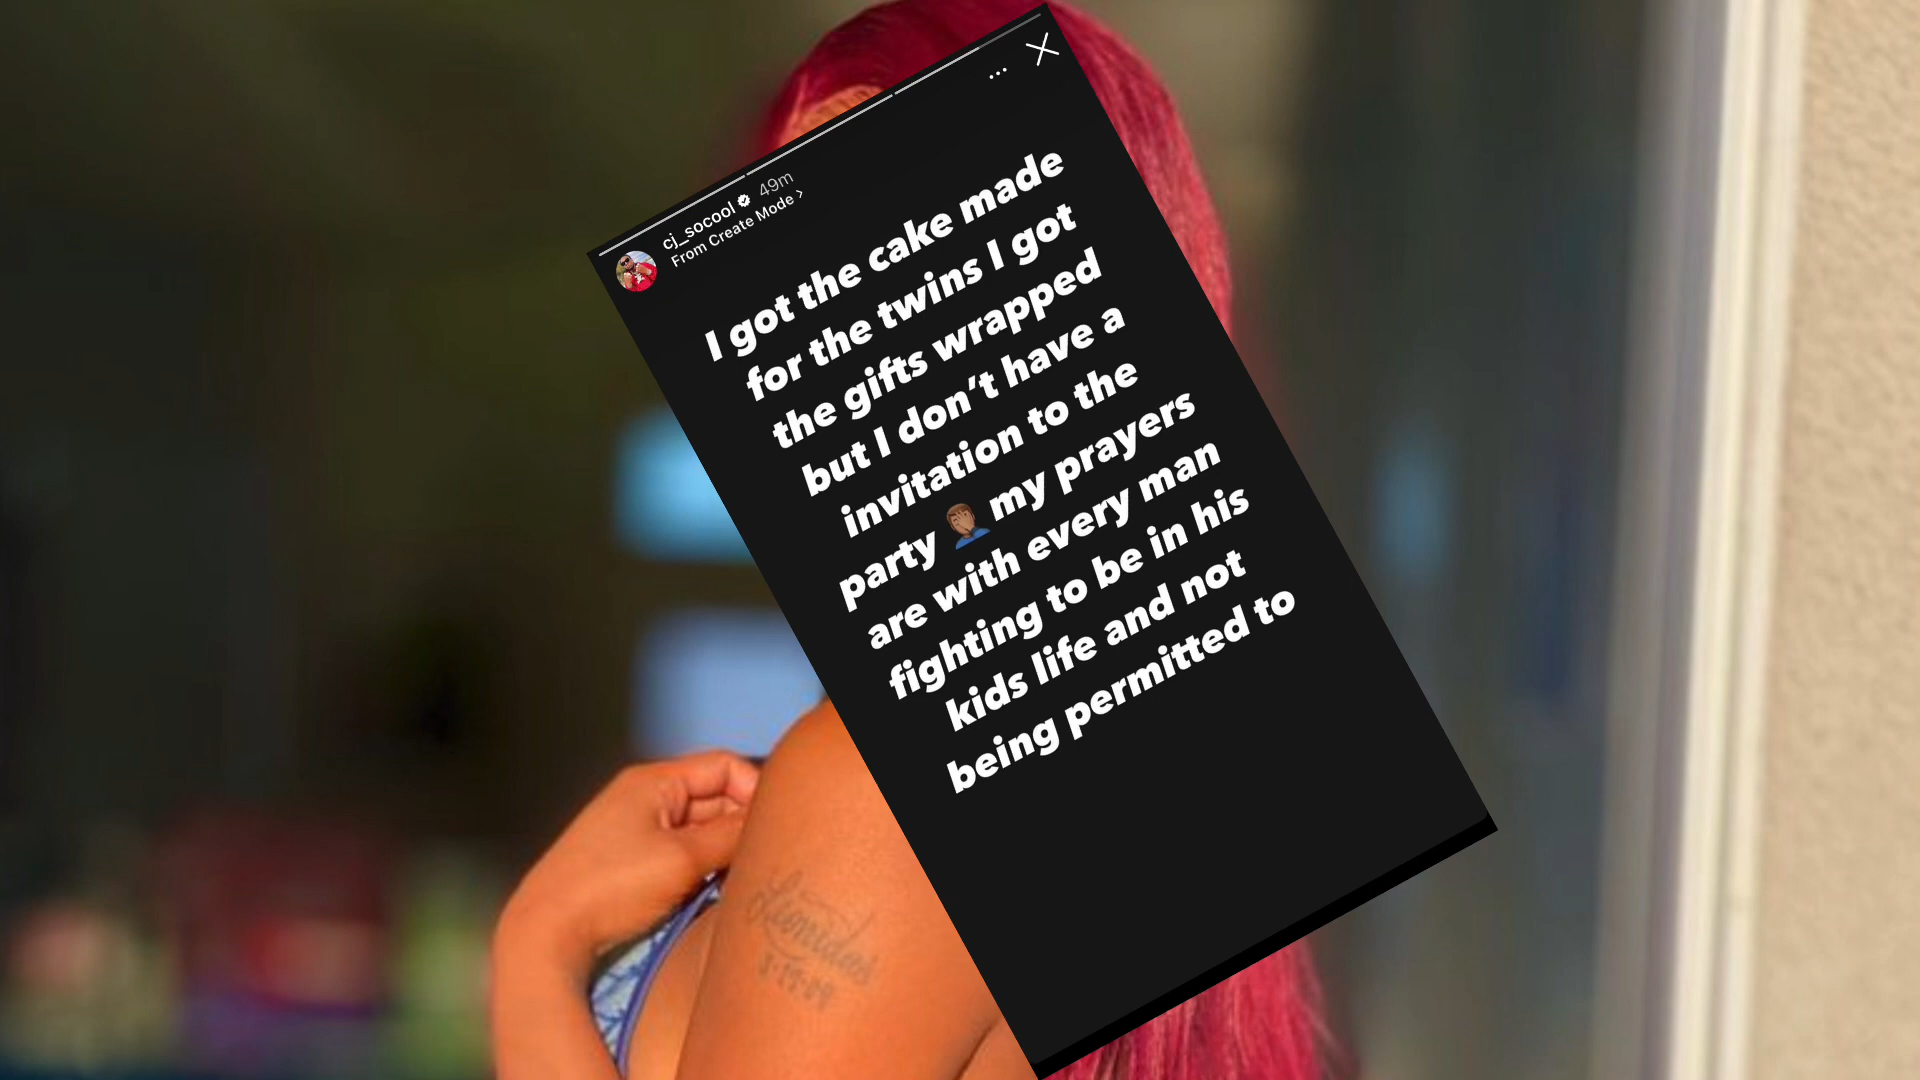 cj_socool 49m
From Create Mode >
I got the cake made
for the twins I got
the gifts wrapped
but I don't have a
invitation to the
party 🤦🏽‍♂️ my prayers
are with every man
fighting to be in his
kids life and not
being permitted to
Leonidas